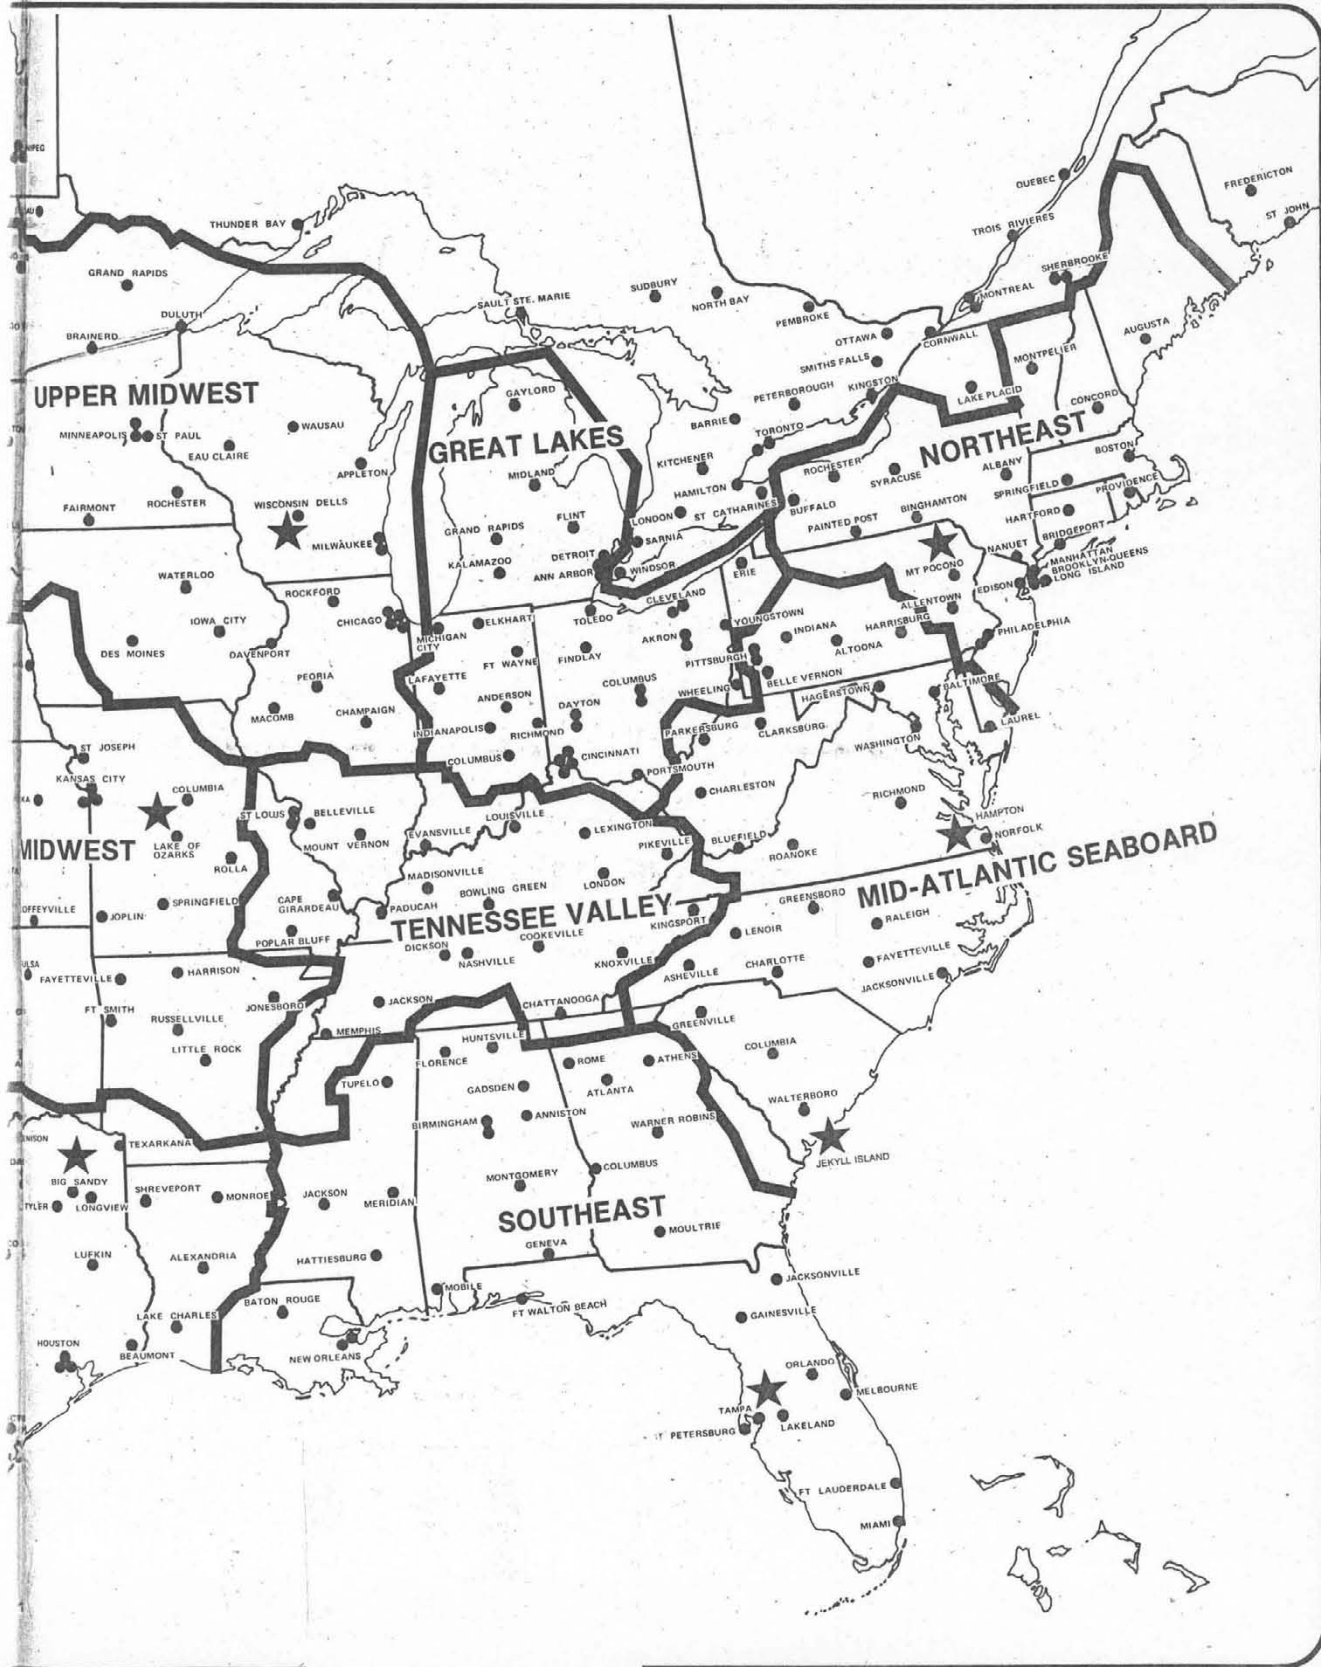 QUEBEC
FREDERICTON
ST JOHN
TROIS RIVIERES
THUNDER BAY
SHERBROOKE
GRAND RAPIDS
SUDBURY
NORTH BAY
MONTREAL
SAULT STE. MARIE
DULUTH
PEMBROKE
BRAINERD
OTTAWA
CORNWALL
AUGUSTA
SMITHS FALLS
MONTPELIER
UPPER MIDWEST
GAYLORD
PETERBOROUGH
KINGSTON
LAKE PLACID
CONCORD
MINNEAPOLIS
ST PAUL
WAUSAU
EAU CLAIRE
GREAT LAKES
BARRIE
TORONTO
NORTHEAST
BOSTON
APPLETON
MIDLAND
KITCHENER
ROCHESTER
SYRACUSE
ALBANY
FAIRMONT
ROCHESTER
WISCONSIN DELLS
HAMILTON
SPRINGFIELD
PROVIDENCE
MILWAUKEE
GRAND RAPIDS
FLINT
LONDON
ST CATHARINES
BUFFALO
PAINTED POST
BINGHAMTON
HARTFORD
BRIDGEPORT
KALAMAZOO
DETROIT
SARNIA
ANN ARBOR
WINDSOR
ERIE
NANUET
MANHATTAN
BROOKLYN-QUEENS
LONG ISLAND
WATERLOO
ROCKFORD
CLEVELAND
MT POCONO
EDISON
ALLENTOWN
IOWA CITY
CHICAGO
MICHIGAN
CITY
ELKHART
TOLEDO
YOUNGSTOWN
INDIANA
HARRISBURG
PHILADELPHIA
DES MOINES
DAVENPORT
FT WAYNE
FINDLAY
AKRON
PITTSBURGH
ALTOONA
PEORIA
LAFAYETTE
COLUMBUS
WHEELING
BELLE VERNON
HAGERSTOWN
BALTIMORE
MACOMB
CHAMPAIGN
ANDERSON
INDIANAPOLIS
RICHMOND
DAYTON
PARKERSBURG
CLARKSBURG
WASHINGTON
LAUREL
ST JOSEPH
COLUMBUS
CINCINNATI
PORTSMOUTH
KANSAS CITY
COLUMBIA
CHARLESTON
RICHMOND
ST LOUIS
BELLEVILLE
LOUISVILLE
HAMPTON
NORFOLK
MIDWEST
LAKE OF
OZARKS
MOUNT VERNON
EVANSVILLE
LEXINGTON
PIKEVILLE
BLUEFIELD
ROANOKE
MID-ATLANTIC SEABOARD
ROLLA
MADISONVILLE
BOWLING GREEN
LONDON
JOPLIN
SPRINGFIELD
CAPE
GIRARDEAU
PADUCAH
TENNESSEE VALLEY
KINGSPORT
GREENSBORO
RALEIGH
POPLAR BLUFF
DICKSON
NASHVILLE
COOKEVILLE
KNOXVILLE
LENOIR
FAYETTEVILLE
HARRISON
ASHEVILLE
CHARLOTTE
FAYETTEVILLE
JACKSONVILLE
FT SMITH
RUSSELLVILLE
JONESBORO
JACKSON
CHATTANOOGA
GREENVILLE
LITTLE ROCK
MEMPHIS
HUNTSVILLE
FLORENCE
ROME
ATHENS
COLUMBIA
TUPELO
GADSDEN
ATLANTA
WALTERBORO
BIRMINGHAM
ANNISTON
WARNER ROBINS
TEXARKANA
JEKYLL ISLAND
BIG SANDY
TYLER
LONGVIEW
SHREVEPORT
MONROE
JACKSON
MERIDIAN
MONTGOMERY
COLUMBUS
SOUTHEAST
MOULTRIE
LUFKIN
ALEXANDRIA
HATTIESBURG
GENEVA
MOBILE
JACKSONVILLE
LAKE CHARLES
BATON ROUGE
FT WALTON BEACH
GAINESVILLE
HOUSTON
BEAUMONT
NEW ORLEANS
ORLANDO
MELBOURNE
TAMPA
LAKELAND
PETERSBURG
FT LAUDERDALE
MIAMI